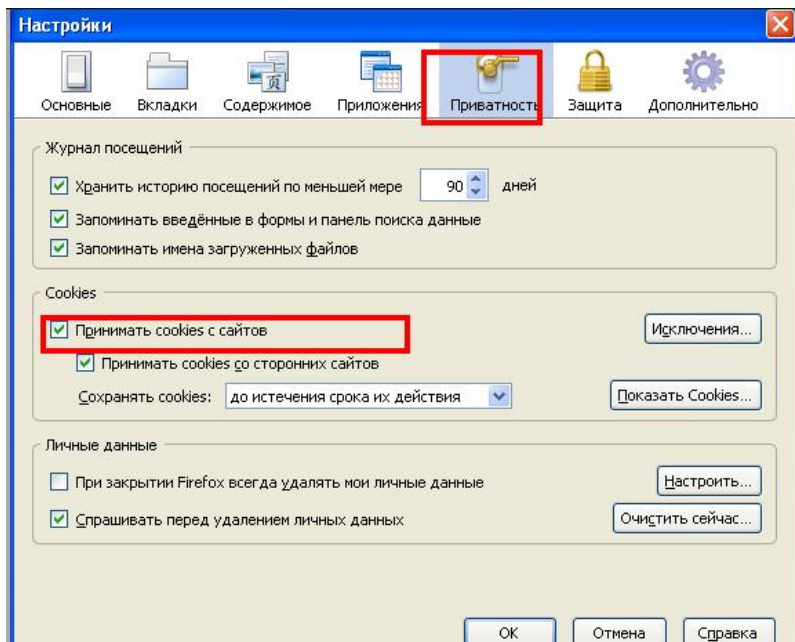 Настройки
Основные Вкладки Содержимое Приложения Приватность Защита Дополнительно
Журнал посещений
Хранить историю посещений по меньшей мере 90 дней
Запоминать введённые в формы и панель поиска данные
Запоминать имена загруженных файлов
Cookies
Принимать cookies с сайтов Исключения...
Принимать cookies со сторонних сайтов
Сохранять cookies: до истечения срока их действия Показать Cookies...
Личные данные
При закрытии Firefox всегда удалять мои личные данные Настроить...
Спрашивать перед удалением личных данных Очистить сейчас...
OK Отмена Справка